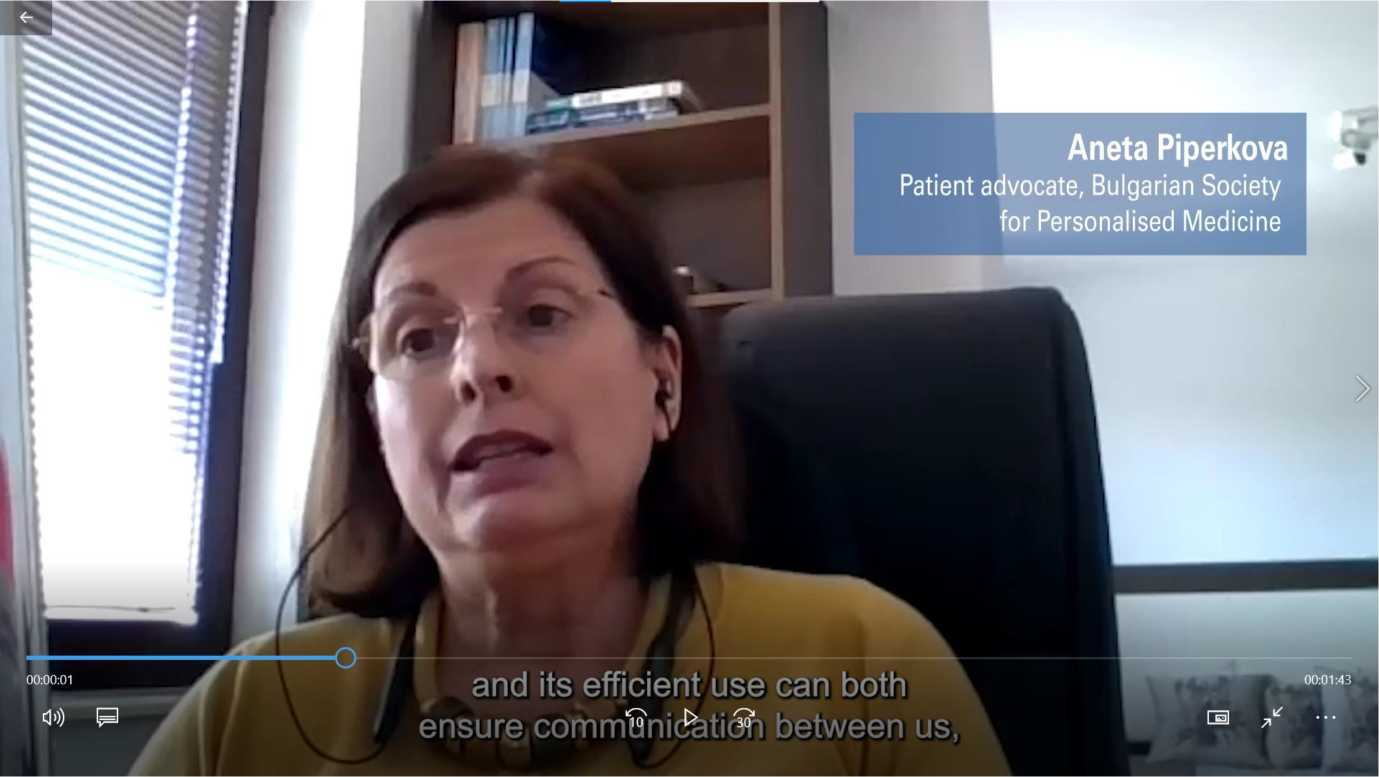 Aneta Piperkova
Patient advocate, Bulgarian Society
for Personalised Medicine
and its efficient use can both
ensure communication between us,
00:00:01
00:01:43
10
30